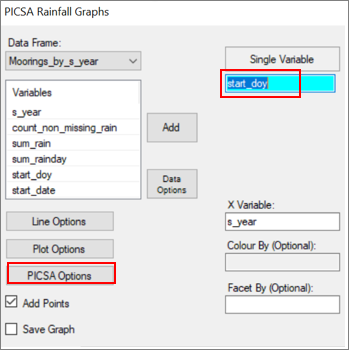 PICSA Rainfall Graphs
Data Frame:
Moorings_by_s_year
Single Variable
start_doy
Variables
s_year
count_non_missing_rain
sum_rain
sum_rainday
start_doy
start_date
Add
Data
Options
X Variable:
s_year
Line Options
Plot Options
Colour By (Optional):
PICSA Options
Facet By (Optional):
Add Points
Save Graph